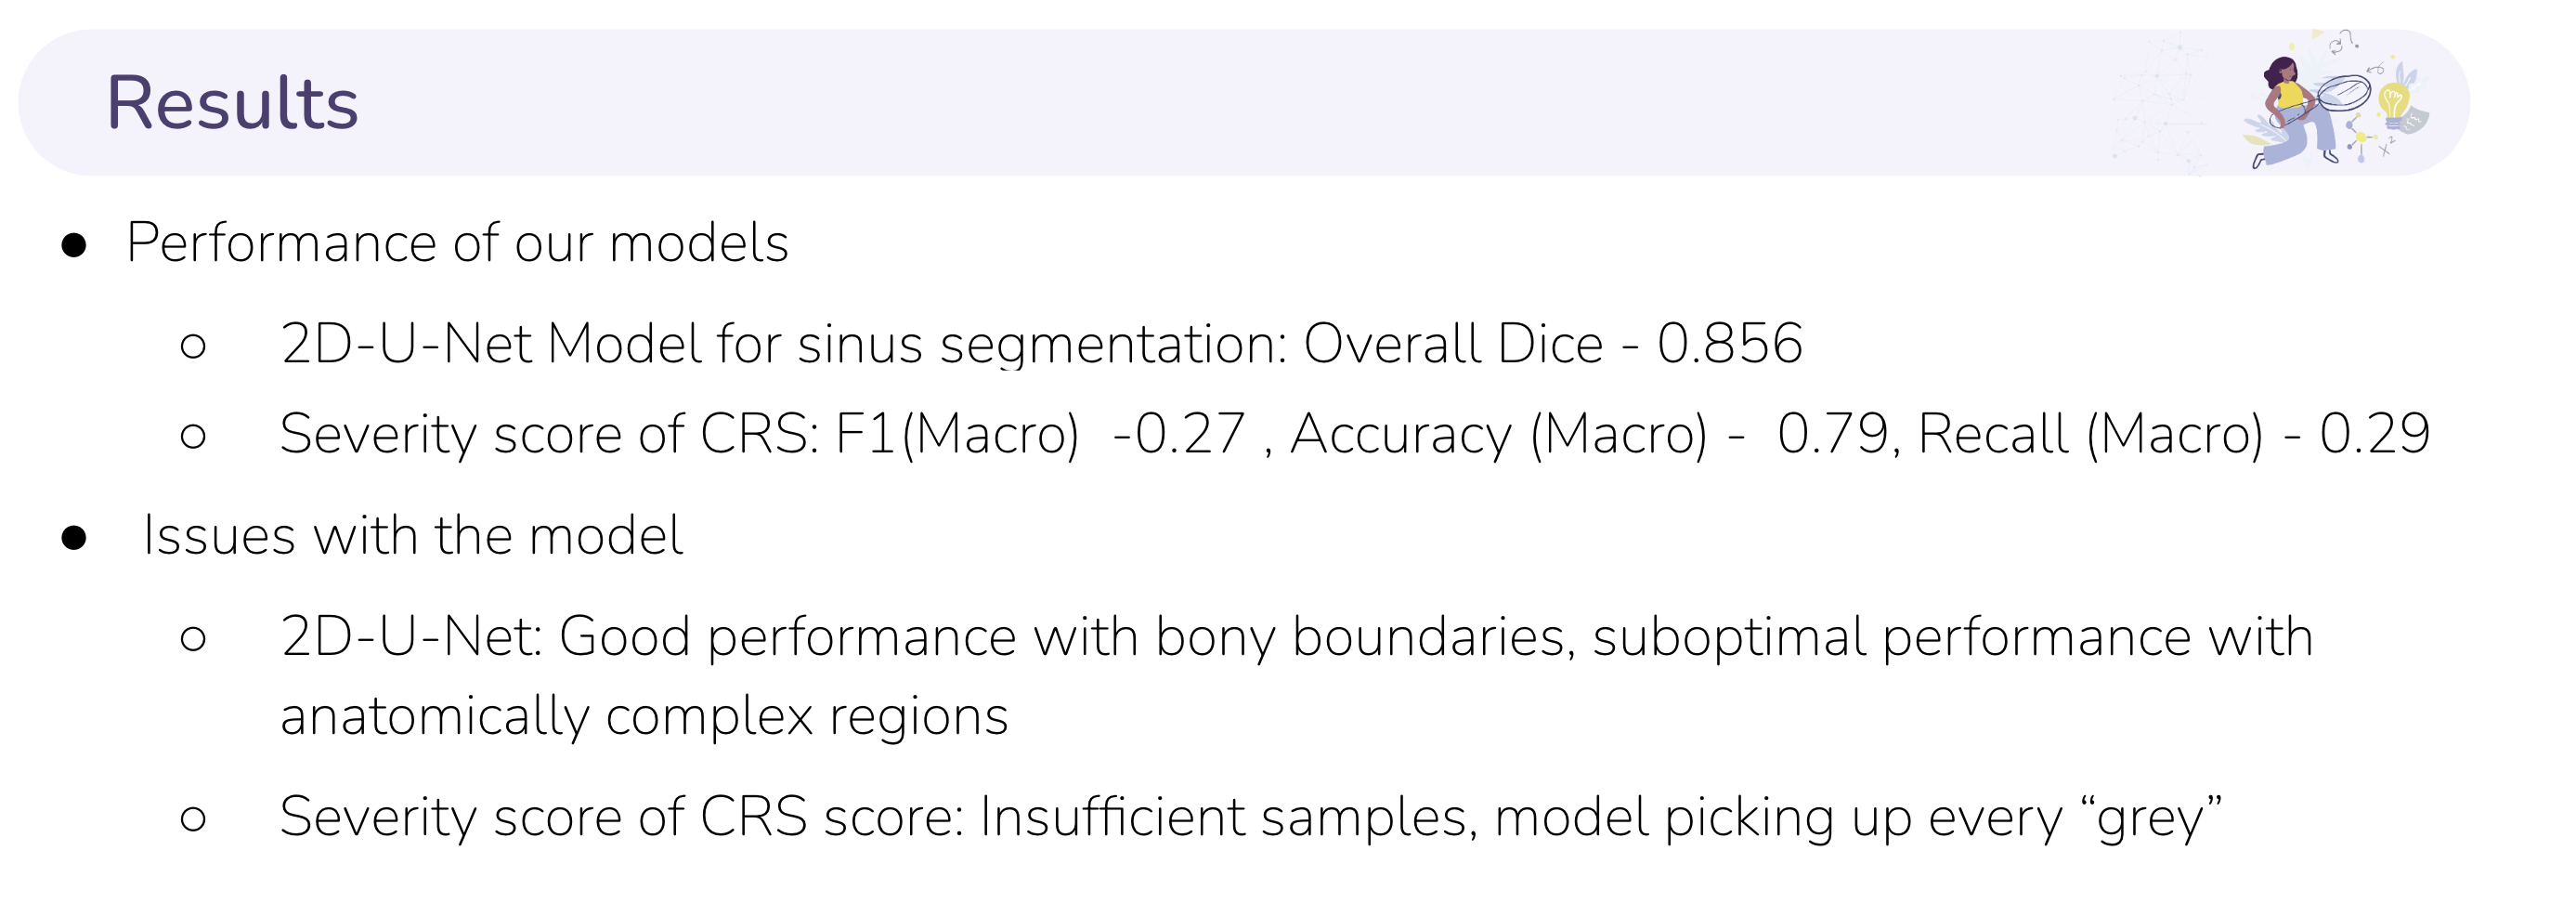 Results
● Performance of our models
○ 2D-U-Net Model for sinus segmentation: Overall Dice - 0.856
○ Severity score of CRS: F1(Macro)  -0.27 , Accuracy (Macro) -  0.79, Recall (Macro) - 0.29
● Issues with the model
○ 2D-U-Net: Good performance with bony boundaries, suboptimal performance with
anatomically complex regions
○ Severity score of CRS score: Insufficient samples, model picking up every “grey”
x²